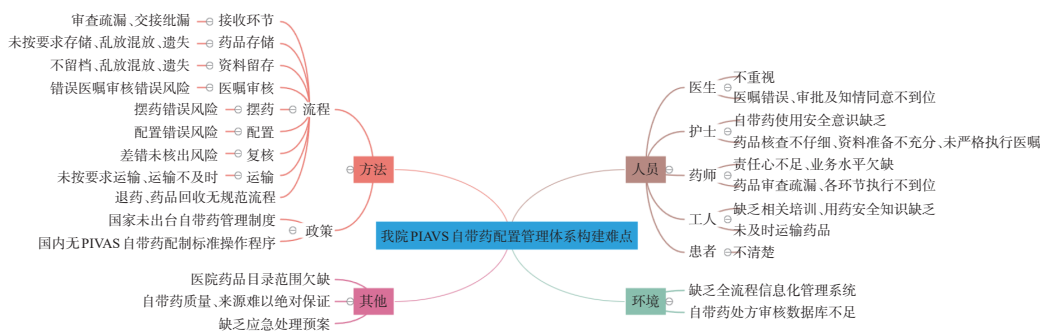 我院PIAVS自带药配置管理体系构建难点
方法
流程
审查疏漏、交接纰漏 接收环节
未按要求存储、乱放混放、遗失 药品存储
不留档、乱放混放、遗失 资料留存
错误医嘱审核错误风险 医嘱审核
摆药错误风险 摆药
配置错误风险 配置
差错未核出风险 复核
未按要求运输、运输不及时 运输
退药、药品回收无规范流程
政策
国家未出台自带药管理制度
国内无PIVAS自带药配制标准操作程序
其他
医院药品目录范围欠缺
自带药质量、来源难以绝对保证
缺乏应急处理预案
人员
医生
不重视
医嘱错误、审批及知情同意不到位
护士
自带药使用安全意识缺乏
药品核查不仔细、资料准备不充分、未严格执行医嘱
药师
责任心不足、业务水平欠缺
药品审查疏漏、各环节执行不到位
工人
缺乏相关培训、用药安全知识缺乏
未及时运输药品
患者 不清楚
环境
缺乏全流程信息化管理系统
自带药处方审核数据库不足